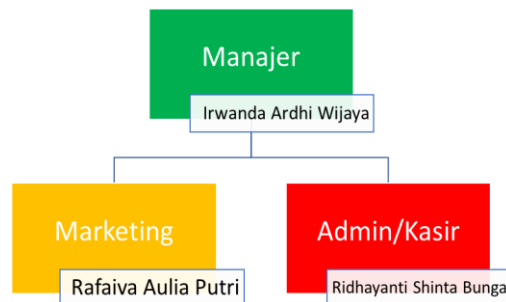 Manajer
Irwanda Ardhi Wijaya
Marketing
Rafaiva Aulia Putri
Admin/Kasir
Ridhayanti Shinta Bunga